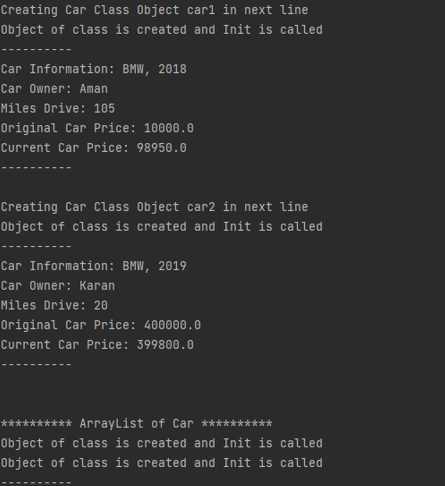 Creating Car Class Object car1 in next line
Object of class is created and Init is called
----------
Car Information: BMW, 2018
Car Owner: Aman
Miles Drive: 105
Original Car Price: 10000.0
Current Car Price: 98950.0
----------
Creating Car Class Object car2 in next line
Object of class is created and Init is called
----------
Car Information: BMW, 2019
Car Owner: Karan
Miles Drive: 20
Original Car Price: 400000.0
Current Car Price: 399800.0
----------
********** ArrayList of Car **********
Object of class is created and Init is called
Object of class is created and Init is called
----------